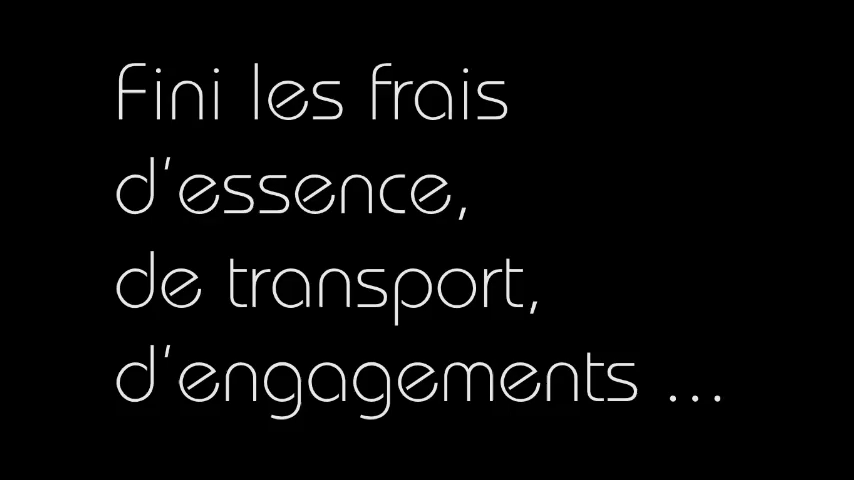 Fini les frais
d'essence,
de transport,
d'engagements ...